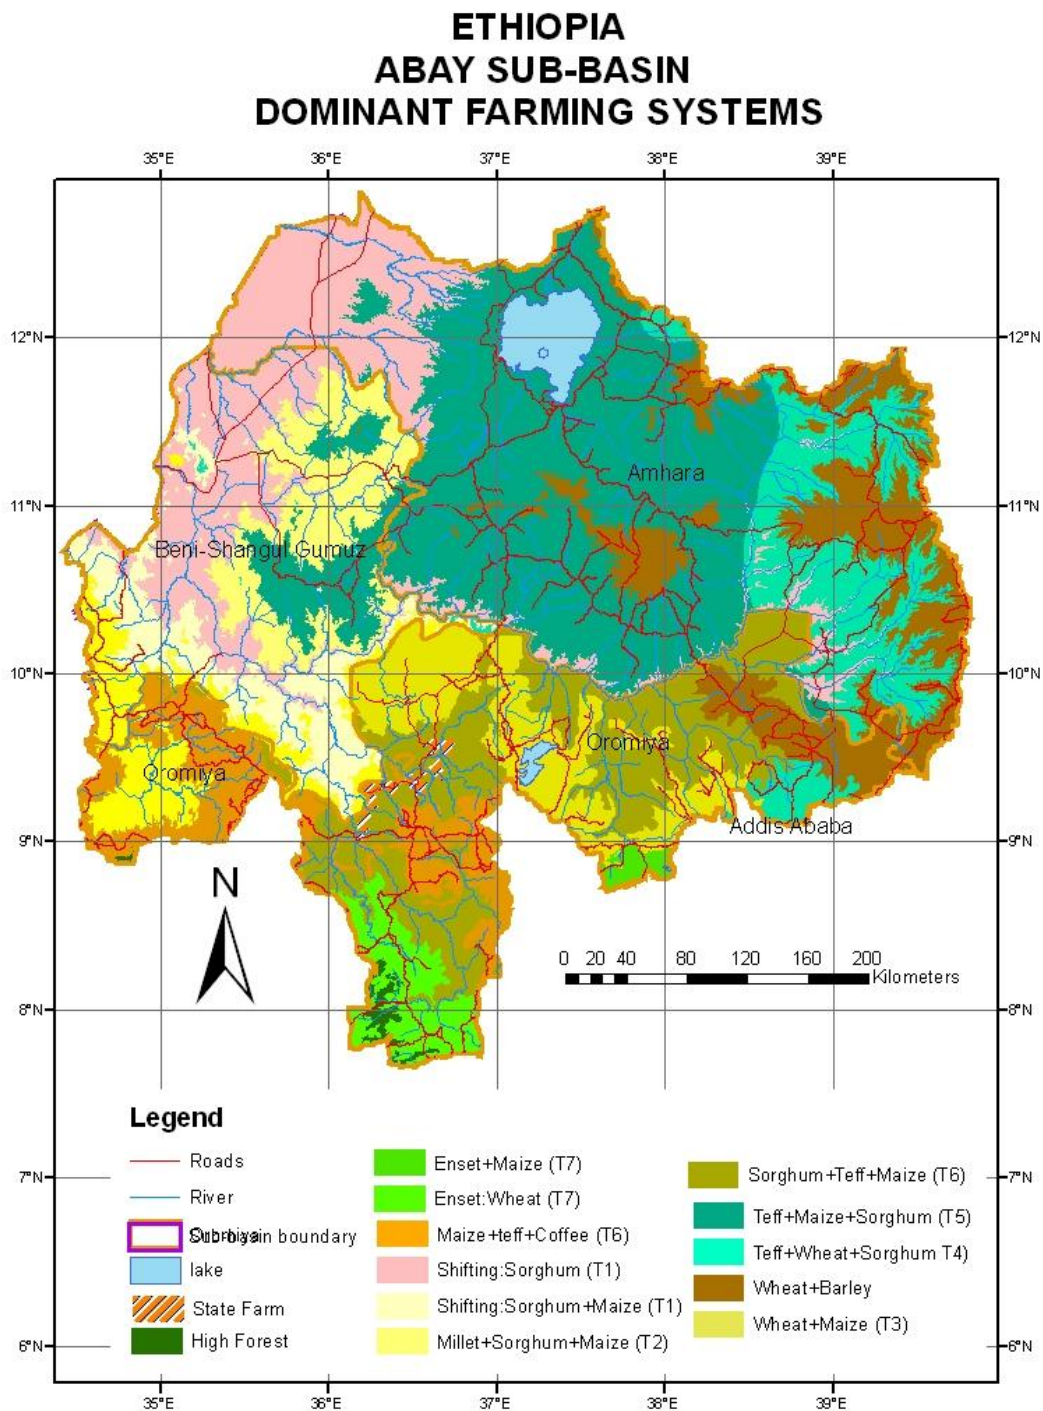 ETHIOPIA
ABAY SUB-BASIN
DOMINANT FARMING SYSTEMS
35°E 36°E 37°E 38°E 39°E
12°N 12°N
Amhara
11°N 11°N
Beni-Shangul Gumuz
10°N 10°N
Oromiya
Oromiya
Addis Ababa
9°N 9°N
N
0 20 40 80 120 160 200
Kilometers
8°N 8°N
Legend
Roads
River
Sub-basin boundary
Oromiya
lake
State Farm
High Forest
Enset+Maize (T7)
Enset:Wheat (T7)
Maize+teff+Coffee (T6)
Shifting:Sorghum (T1)
Shifting:Sorghum+Maize (T1)
Millet+Sorghum+Maize (T2)
Sorghum+Teff+Maize (T6)
Teff+Maize+Sorghum (T5)
Teff+Wheat+Sorghum T4)
Wheat+Barley
Wheat+Maize (T3)
7°N 7°N
6°N 6°N
35°E 36°E 37°E 38°E 39°E